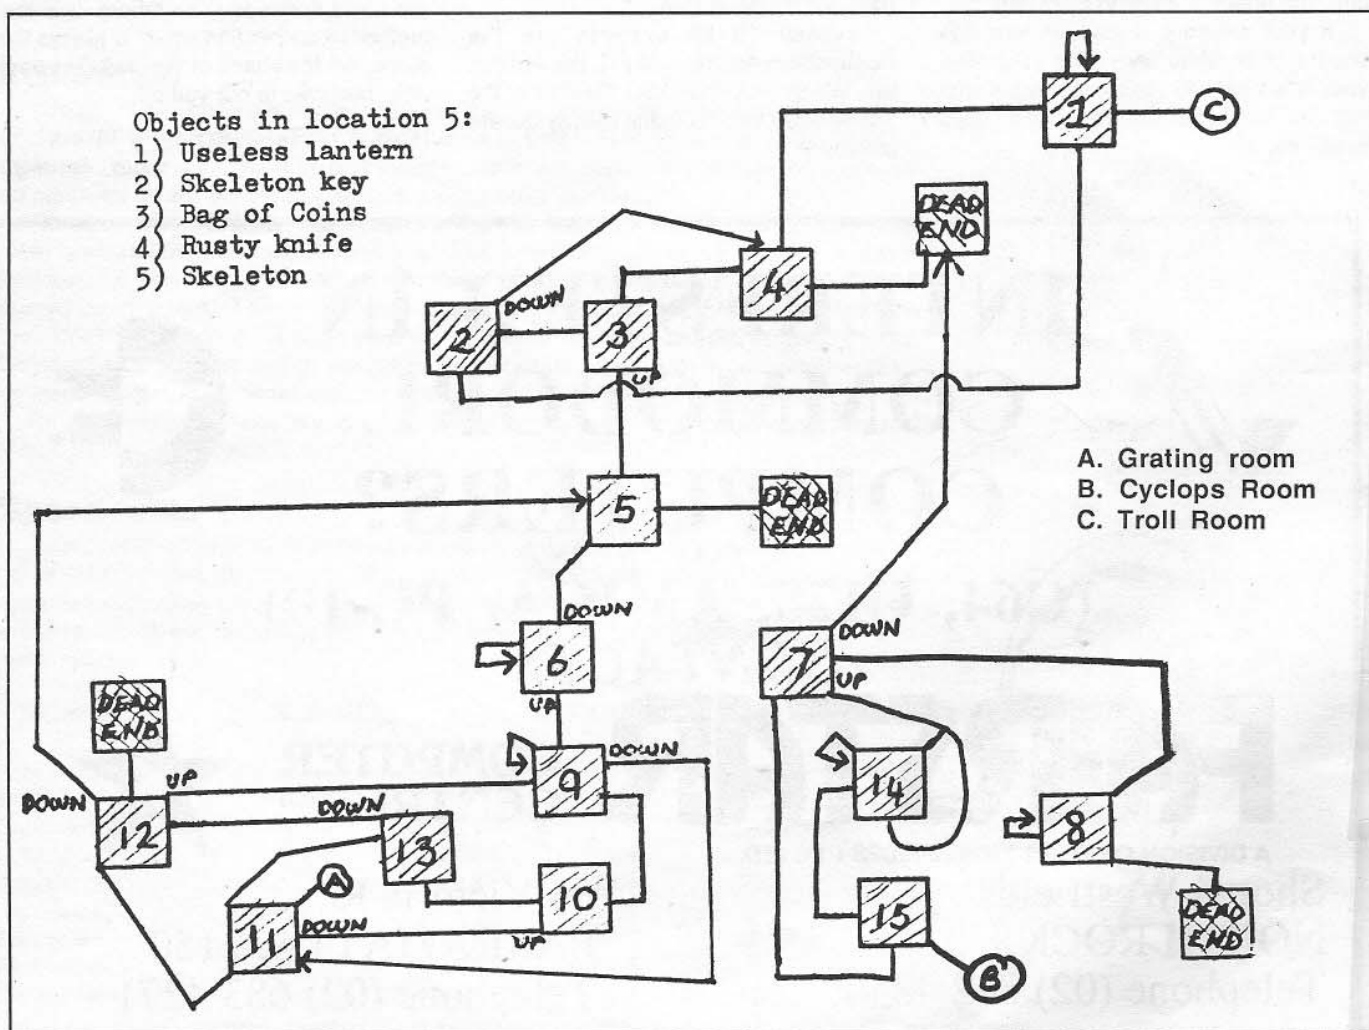 Objects in location 5:
1) Useless lantern
2) Skeleton key
3) Bag of Coins
4) Rusty knife
5) Skeleton
1
C
DEAD
END
4
DOWN
2
3
UP
A. Grating room
B. Cyclops Room
C. Troll Room
5
DEAD
END
DOWN
6
UP
7
DOWN
UP
DEAD
END
DOWN
UP
12
DOWN
13
9
DOWN
14
8
A
11
DOWN
10
UP
15
B
DEAD
END